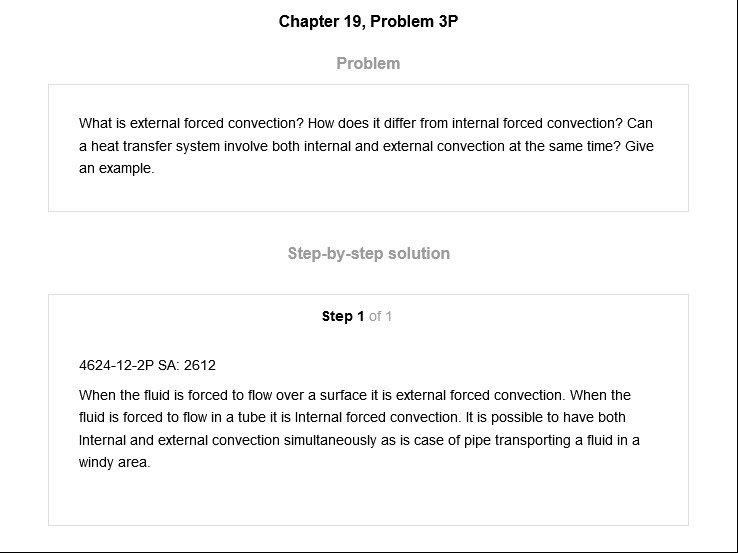 Chapter 19, Problem 3P
Problem
What is external forced convection? How does it differ from internal forced convection? Can
a heat transfer system involve both internal and external convection at the same time? Give
an example.
Step-by-step solution
Step 1 of 1
4624-12-2P SA: 2612
When the fluid is forced to flow over a surface it is external forced convection. When the
fluid is forced to flow in a tube it is Internal forced convection. It is possible to have both
Internal and external convection simultaneously as is case of pipe transporting a fluid in a
windy area.